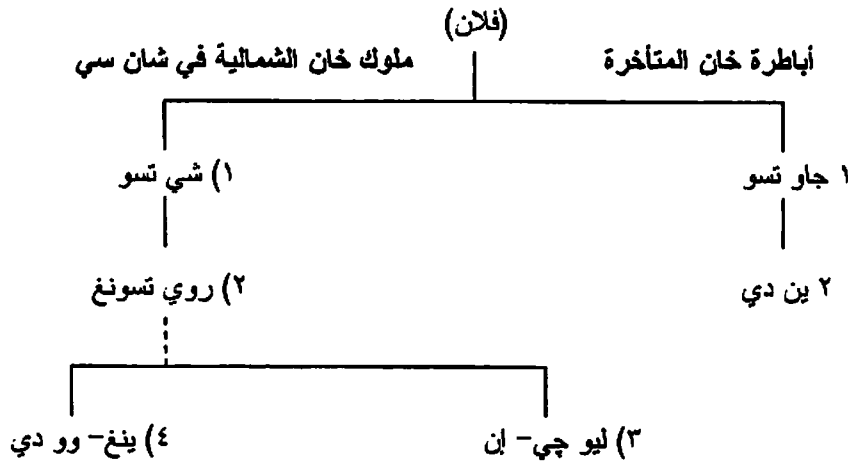 (فلان)
أباطرة خان المتأخرة
ملوك خان الشمالية في شان سي
١ جاو تسو
١) شي تسو
٢ ين دي
٢) روي تسونغ
٣) ليو چي- إن
٤) ينغ- وو دي